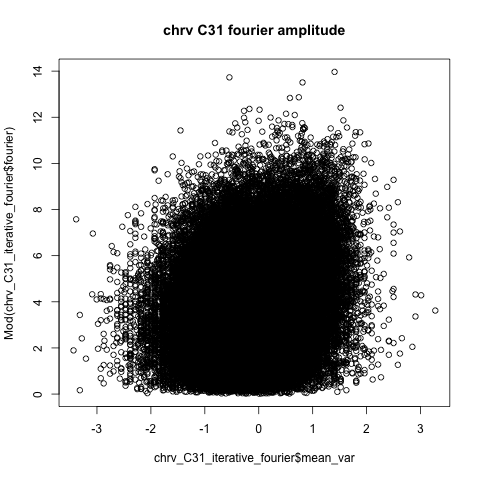 chrv C31 fourier amplitude
Mod(chrv_C31_iterative_fourier$fourier)
14
12
10
8
6
4
2
0
-3 -2 -1 0 1 2 3
chrv_C31_iterative_fourier$mean_var